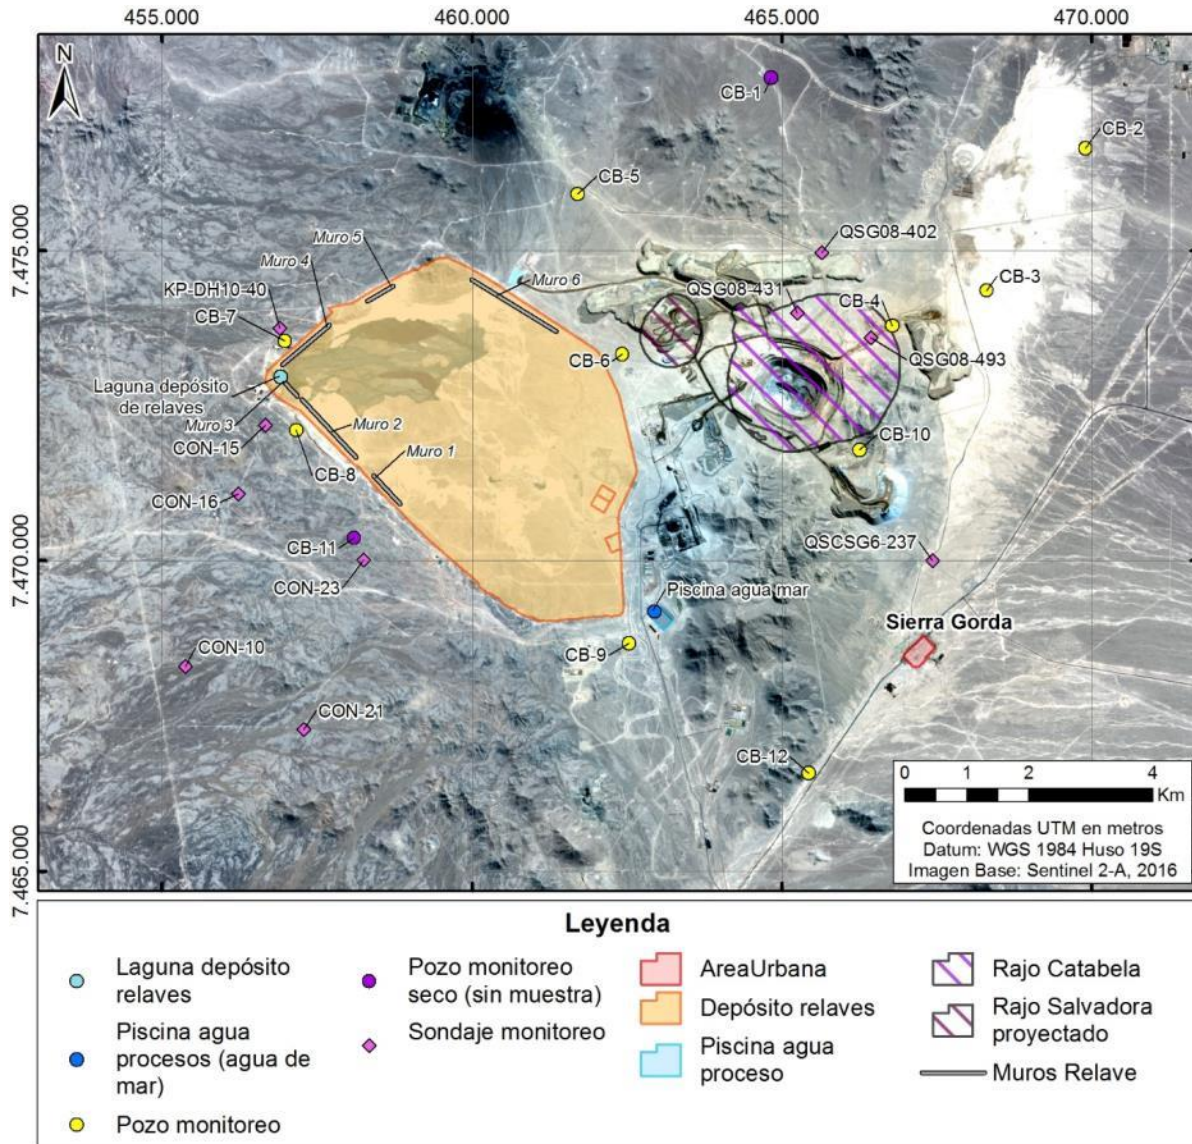 455.000
460.000
465.000
470.000
N
CB-1
CB-2
CB-5
7.475.000
Muro 5
QSG08-402
Muro 4
Muro 6
KP-DH10-40
QSG08-431
CB-3
CB-7
CB-4
CB-6
QSG08-493
Laguna depósito
de relaves
Muro 3
Muro 2
CON-15
Muro 1
CB-10
CB-8
CON-16
CB-11
QSCSG6-237
7.470.000
CON-23
Piscina agua mar
Sierra Gorda
CB-9
CON-10
CON-21
CB-12
0 1 2 4
Km
Coordenadas UTM en metros
Datum: WGS 1984 Huso 19S
Imagen Base: Sentinel 2-A, 2016
7.465.000
Leyenda
Laguna depósito
relaves
Piscina agua
procesos (agua de
mar)
Pozo monitoreo
Pozo monitoreo
seco (sin muestra)
Sondaje monitoreo
AreaUrbana
Depósito relaves
Piscina agua
proceso
Rajo Catabela
Rajo Salvadora
proyectado
Muros Relave